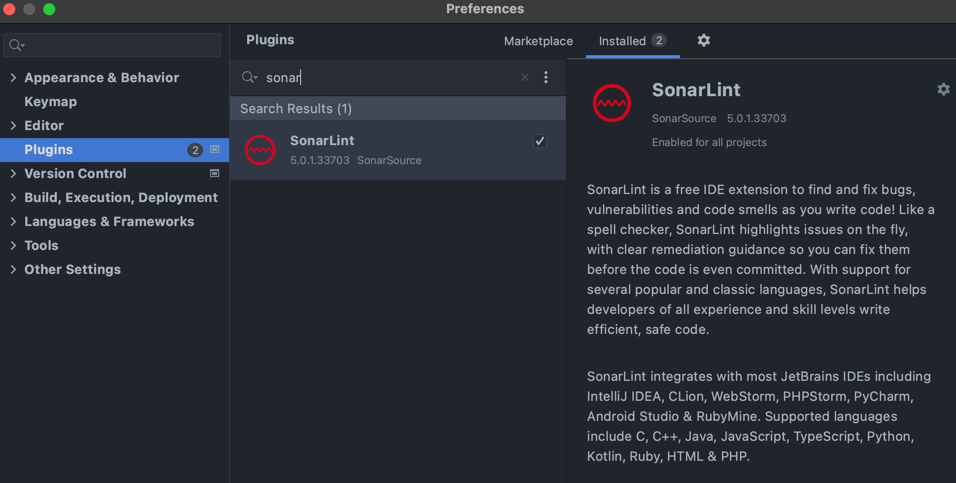 Preferences
Appearance & Behavior
Keymap
Editor
Plugins 2
Version Control
Build, Execution, Deployment
Languages & Frameworks
Tools
Other Settings
Plugins
Marketplace
Installed 2
sonar
Search Results (1)
SonarLint
5.0.1.33703 SonarSource
SonarLint
SonarSource 5.0.1.33703
Enabled for all projects
SonarLint is a free IDE extension to find and fix bugs,
vulnerabilities and code smells as you write code! Like a
spell checker, SonarLint highlights issues on the fly,
with clear remediation guidance so you can fix them
before the code is even committed. With support for
several popular and classic languages, SonarLint helps
developers of all experience and skill levels write
efficient, safe code.
SonarLint integrates with most JetBrains IDEs including
IntelliJ IDEA, CLion, WebStorm, PHPStorm, PyCharm,
Android Studio & RubyMine. Supported languages
include C, C++, Java, JavaScript, TypeScript, Python,
Kotlin, Ruby, HTML & PHP.